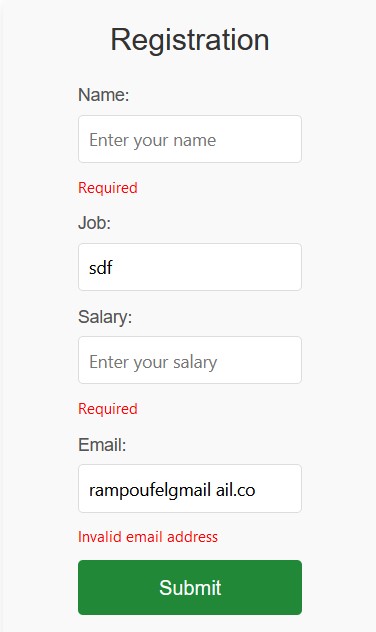 Registration
Name:
Enter your name
Required
Job:
sdf
Salary:
Enter your salary
Required
Email:
rampoufelgmail ail.co
Invalid email address
Submit